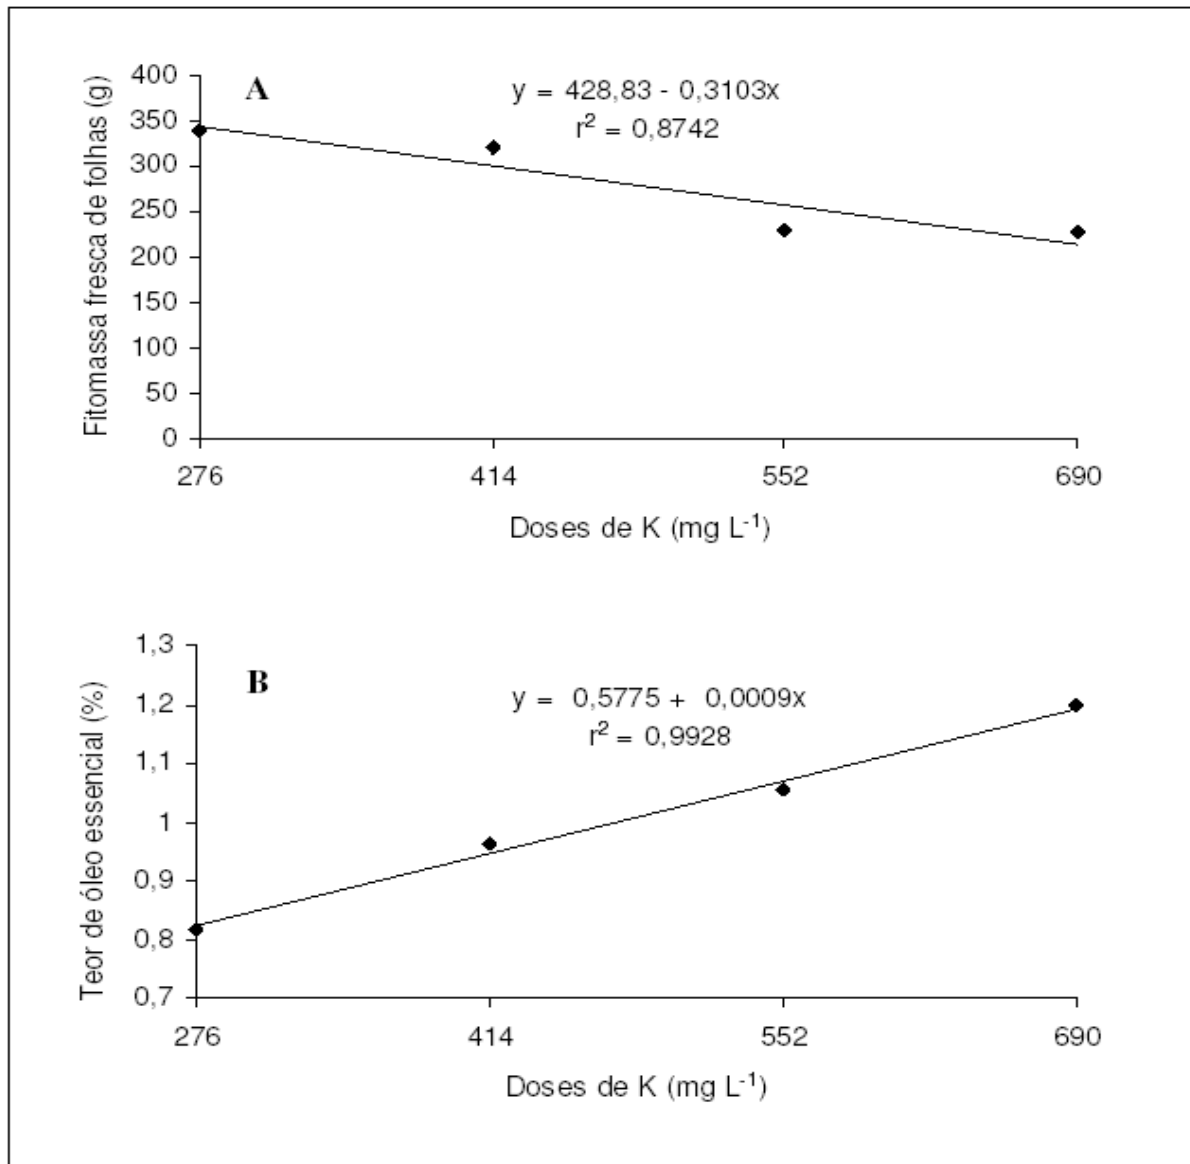 A
y = 428,83 - 0,3103x
r² = 0,8742
Fitomassa fresca de folhas (g)
400
350
300
250
200
150
100
50
0
276 414 552 690
Doses de K (mg L⁻¹)
B
y = 0,5775 + 0,0009x
r² = 0,9928
Teor de óleo essencial (%)
1,3
1,2
1,1
1
0,9
0,8
0,7
276 414 552 690
Doses de K (mg L⁻¹)